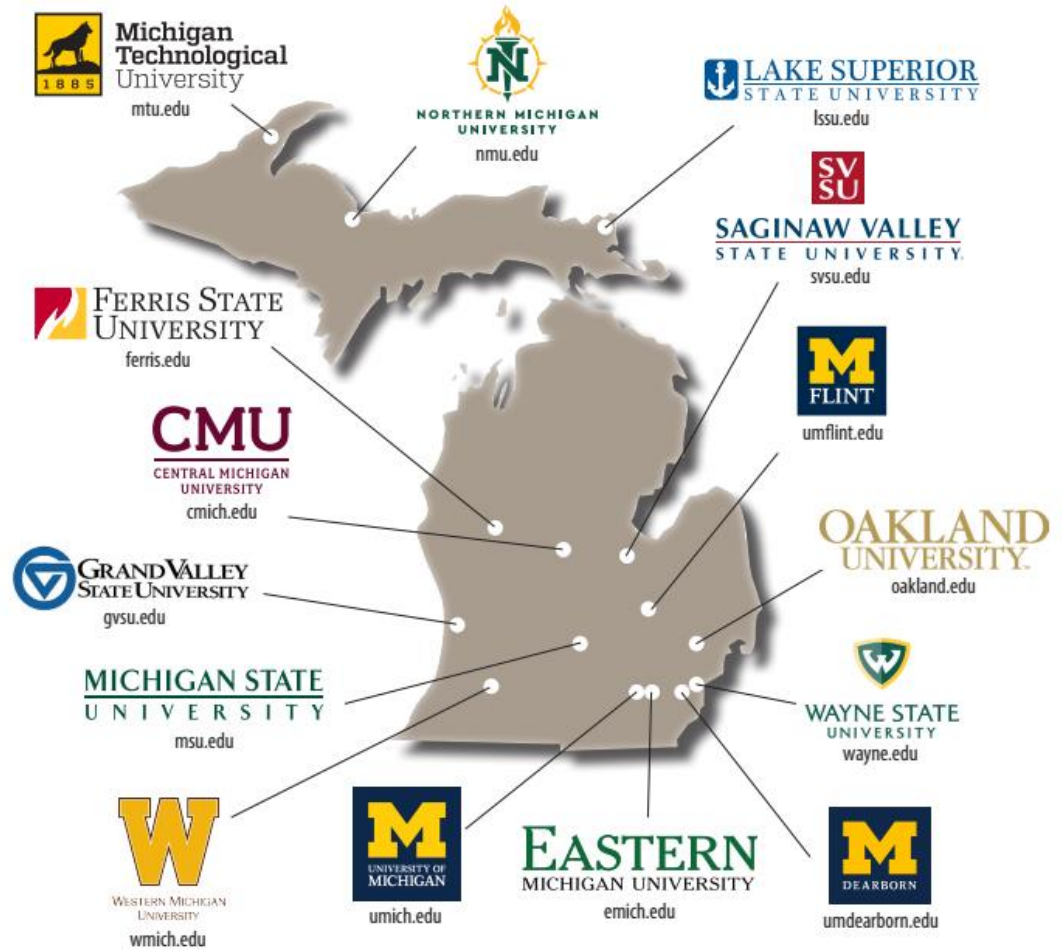 Michigan
Technological
University
1885
mtu.edu
N
NORTHERN MICHIGAN
UNIVERSITY
nmu.edu
LAKE SUPERIOR
STATE UNIVERSITY
lssu.edu
SV
SU
SAGINAW VALLEY
STATE UNIVERSITY.
svsu.edu
FERRIS STATE
UNIVERSITY
ferris.edu
M
FLINT
umflint.edu
CMU
CENTRAL MICHIGAN
UNIVERSITY
cmich.edu
OAKLAND
UNIVERSITY™
oakland.edu
GRAND VALLEY
STATE UNIVERSITY
gvsu.edu
MICHIGAN STATE
UNIVERSITY
msu.edu
W
WAYNE STATE
UNIVERSITY
wayne.edu
W
WESTERN MICHIGAN
UNIVERSITY
wmich.edu
M
UNIVERSITY OF
MICHIGAN
umich.edu
EASTERN
MICHIGAN UNIVERSITY
emich.edu
M
DEARBORN
umdearborn.edu